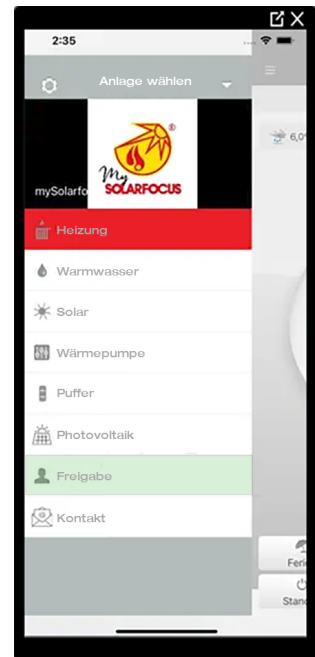 2:35
Anlage wählen
6,0°
mySolarfo
My
SOLARFOCUS
®
Heizung
Warmwasser
Solar
Wärmepumpe
Puffer
Photovoltaik
Freigabe
Kontakt
Feri
Stand